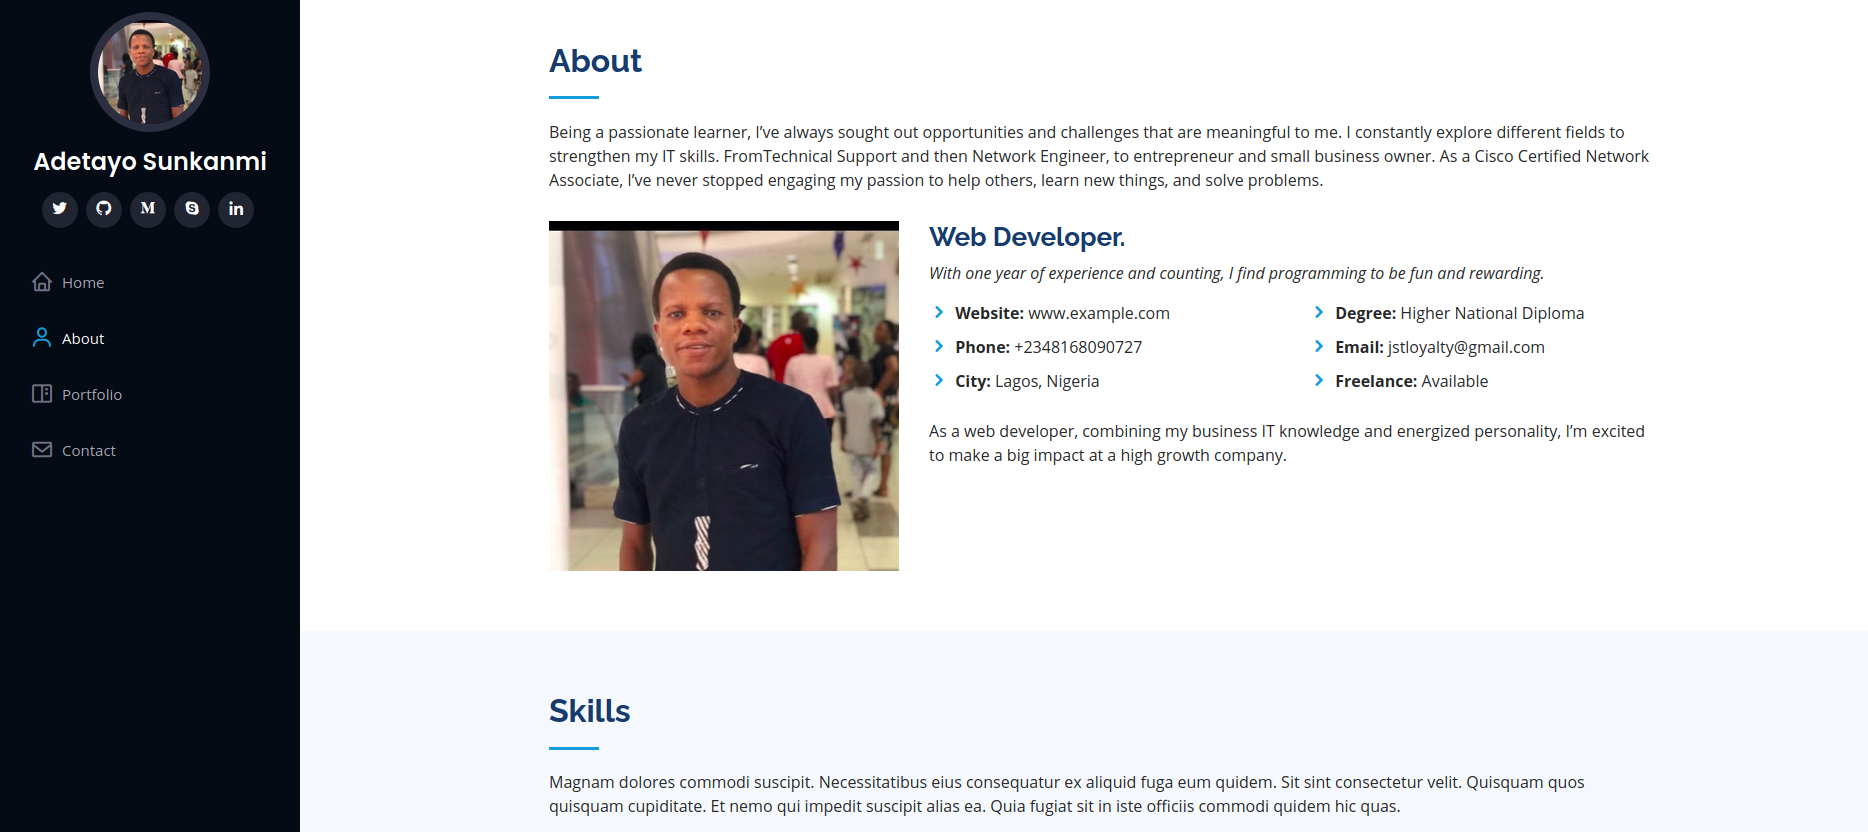 Adetayo Sunkanmi
Home
About
Portfolio
Contact
About
Being a passionate learner, I’ve always sought out opportunities and challenges that are meaningful to me. I constantly explore different fields to
strengthen my IT skills. FromTechnical Support and then Network Engineer, to entrepreneur and small business owner. As a Cisco Certified Network
Associate, I’ve never stopped engaging my passion to help others, learn new things, and solve problems.
Web Developer.
With one year of experience and counting, I find programming to be fun and rewarding.
Website: www.example.com
Degree: Higher National Diploma
Phone: +2348168090727
Email: jstloyalty@gmail.com
City: Lagos, Nigeria
Freelance: Available
As a web developer, combining my business IT knowledge and energized personality, I’m excited
to make a big impact at a high growth company.
Skills
Magnam dolores commodi suscipit. Necessitatibus eius consequatur ex aliquid fuga eum quidem. Sit sint consectetur velit. Quisquam quos
quisquam cupiditate. Et nemo qui impedit suscipit alias ea. Quia fugiat sit in iste officiis commodi quidem hic quas.